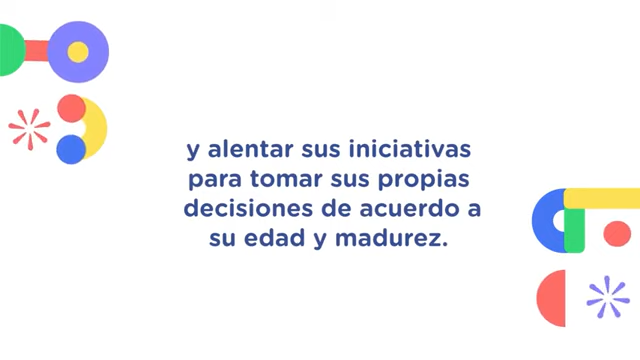 y alentar sus iniciativas
para tomar sus propias
decisiones de acuerdo a
su edad y madurez.